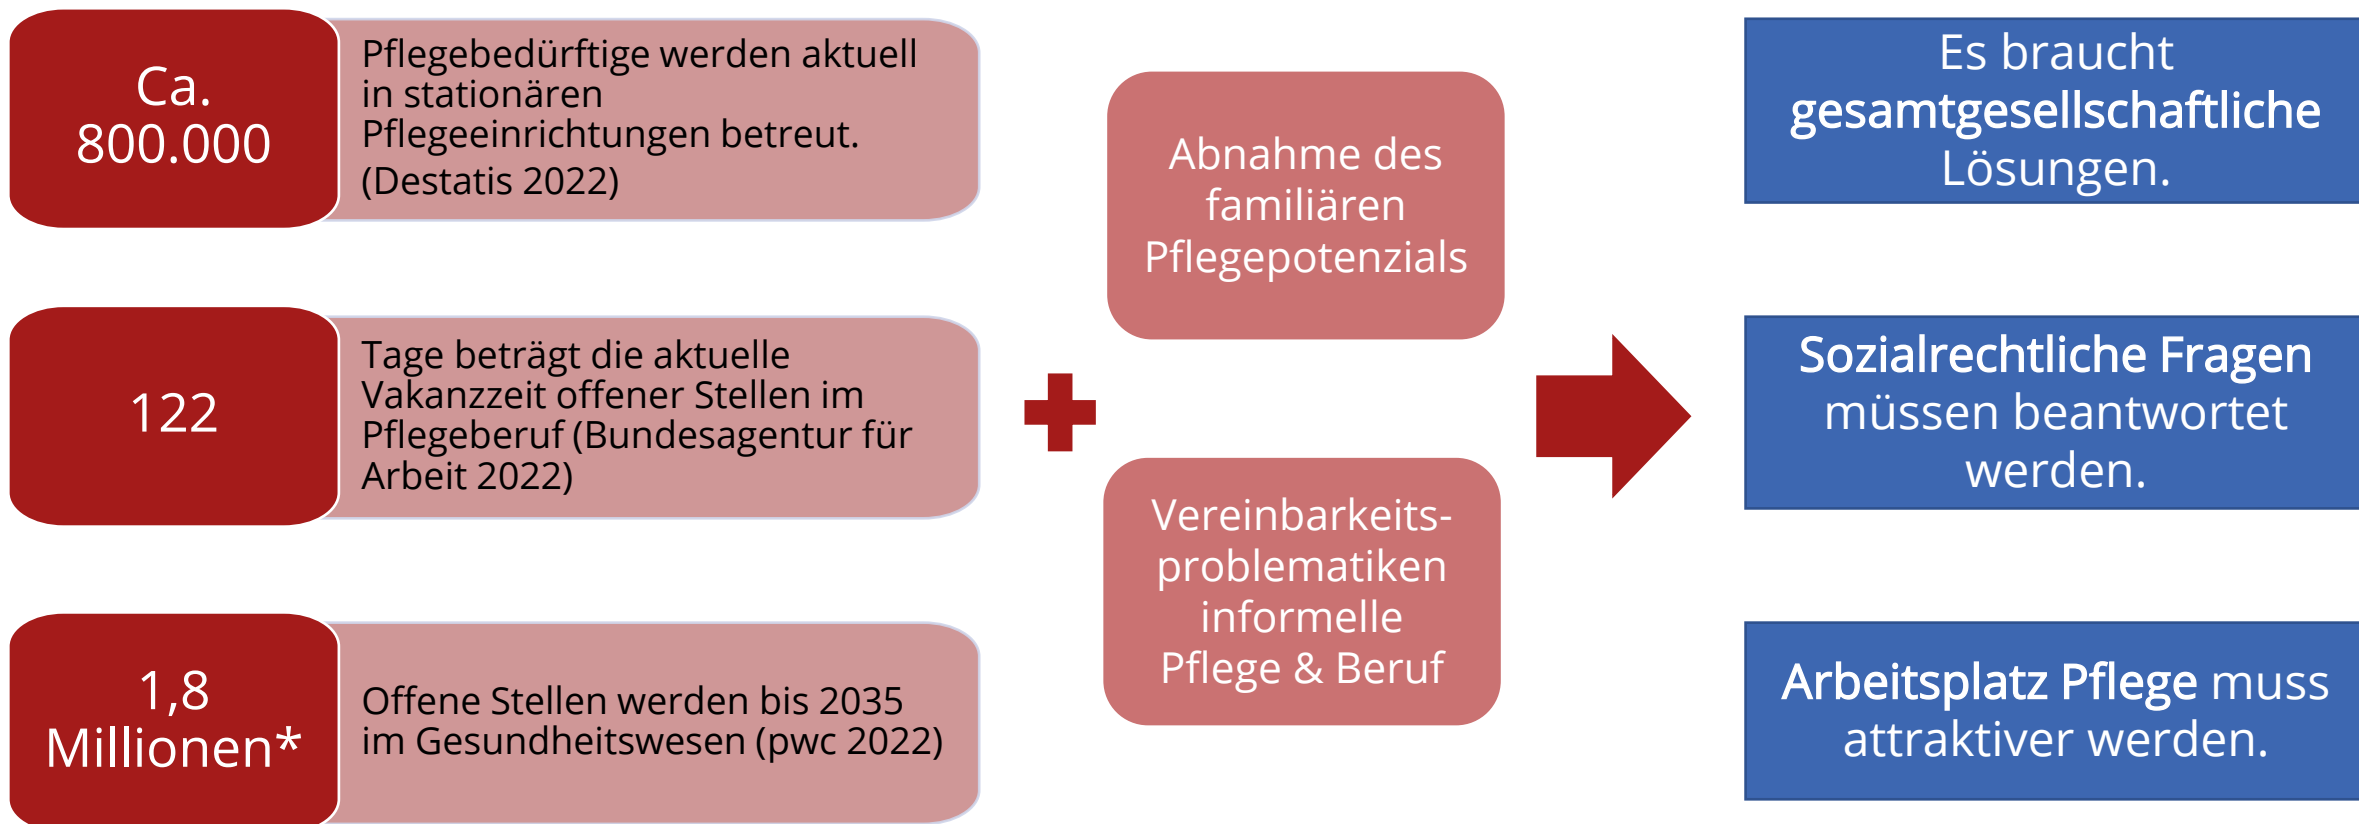 Ca.
800.000
Pflegebedürftige werden aktuell
in stationären
Pflegeeinrichtungen betreut.
(Destatis 2022)
122
Tage beträgt die aktuelle
Vakanzzeit offener Stellen im
Pflegeberuf (Bundesagentur für
Arbeit 2022)
1,8
Millionen*
Offene Stellen werden bis 2035
im Gesundheitswesen (pwc 2022)
Abnahme des
familiären
Pflegepotenzials
Vereinbarkeits-
problematiken
informelle
Pflege & Beruf
Es braucht
gesamtgesellschaftliche
Lösungen.
Sozialrechtliche Fragen
müssen beantwortet
werden.
Arbeitsplatz Pflege muss
attraktiver werden.